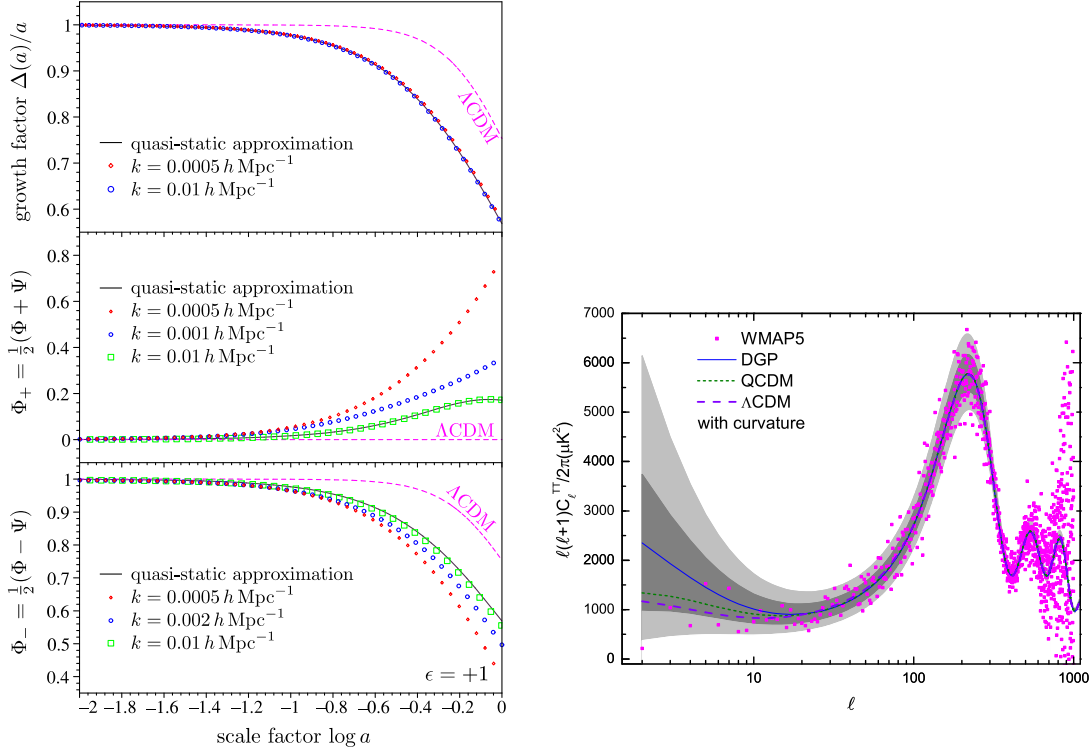 growth factor Δ(a)/a
1
0.9
0.8
0.7
0.6
ΛCDM
quasi-static approximation
k = 0.0005 h Mpc⁻¹
k = 0.01 h Mpc⁻¹
Φ₊ = ½(Φ + Ψ)
0.8
0.6
0.4
0.2
0
quasi-static approximation
k = 0.0005 h Mpc⁻¹
k = 0.001 h Mpc⁻¹
k = 0.01 h Mpc⁻¹
ΛCDM
Φ₋ = ½(Φ − Ψ)
1
0.9
0.8
0.7
0.6
0.5
0.4
ΛCDM
quasi-static approximation
k = 0.0005 h Mpc⁻¹
k = 0.002 h Mpc⁻¹
k = 0.01 h Mpc⁻¹
ϵ = +1
−2 −1.8 −1.6 −1.4 −1.2 −1 −0.8 −0.6 −0.4 −0.2 0
scale factor log a
ℓ(ℓ+1)C_ℓ^TT/2π(μK²)
7000
6000
5000
4000
3000
2000
1000
0
WMAP5
DGP
QCDM
ΛCDM
with curvature
10 100 1000
ℓ